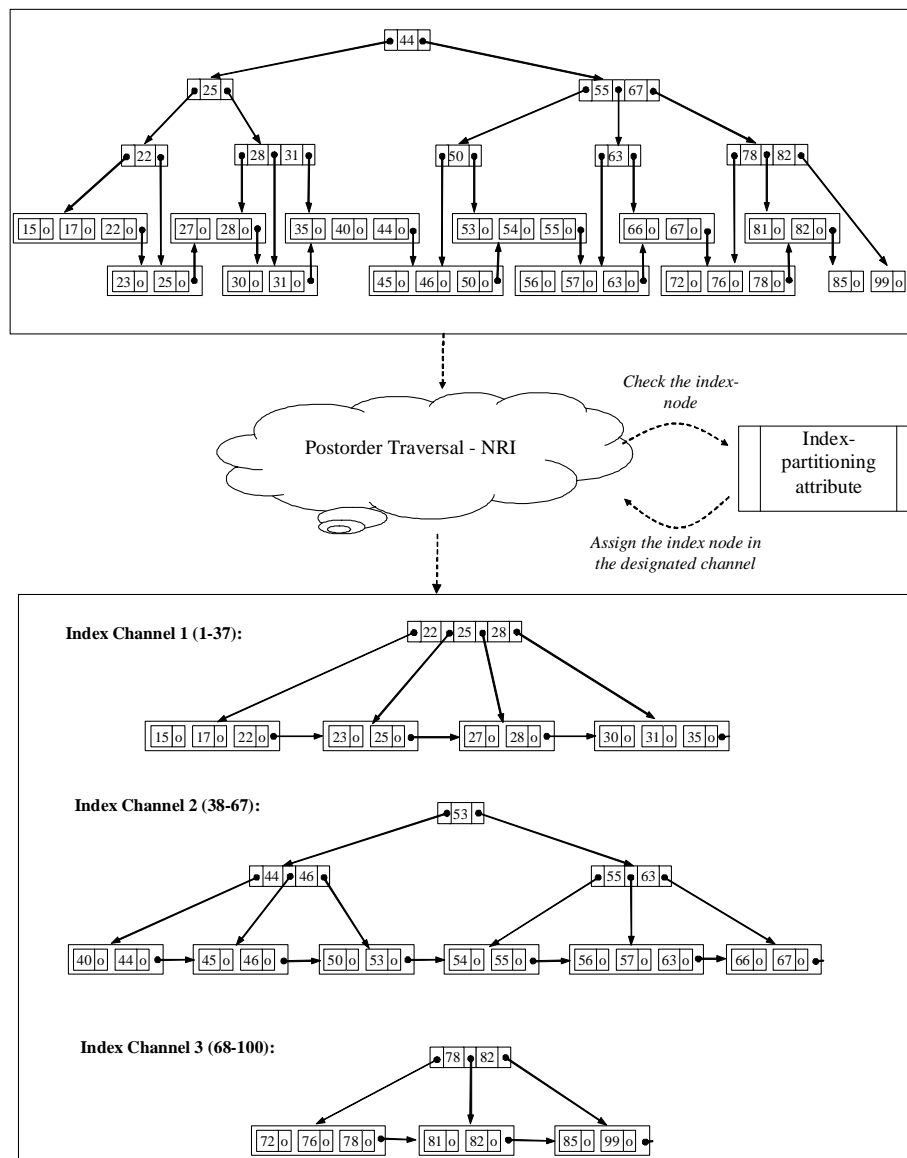 44
25
55 67
22
28 31
50
63
78 82
15 o 17 o 22 o
27 o 28 o
35 o 40 o 44 o
53 o 54 o 55 o
66 o 67 o
81 o 82 o
23 o 25 o
30 o 31 o
45 o 46 o 50 o
56 o 57 o 63 o
72 o 76 o 78 o
85 o 99 o
Check the index-
node
Postorder Traversal - NRI
Index-
partitioning
attribute
Assign the index node in
the designated channel
Index Channel 1 (1-37):
22 25 28
15 o 17 o 22 o
23 o 25 o
27 o 28 o
30 o 31 o 35 o
Index Channel 2 (38-67):
53
44 46
55 63
40 o 44 o
45 o 46 o
50 o 53 o
54 o 55 o
56 o 57 o 63 o
66 o 67 o
Index Channel 3 (68-100):
78 82
72 o 76 o 78 o
81 o 82 o
85 o 99 o